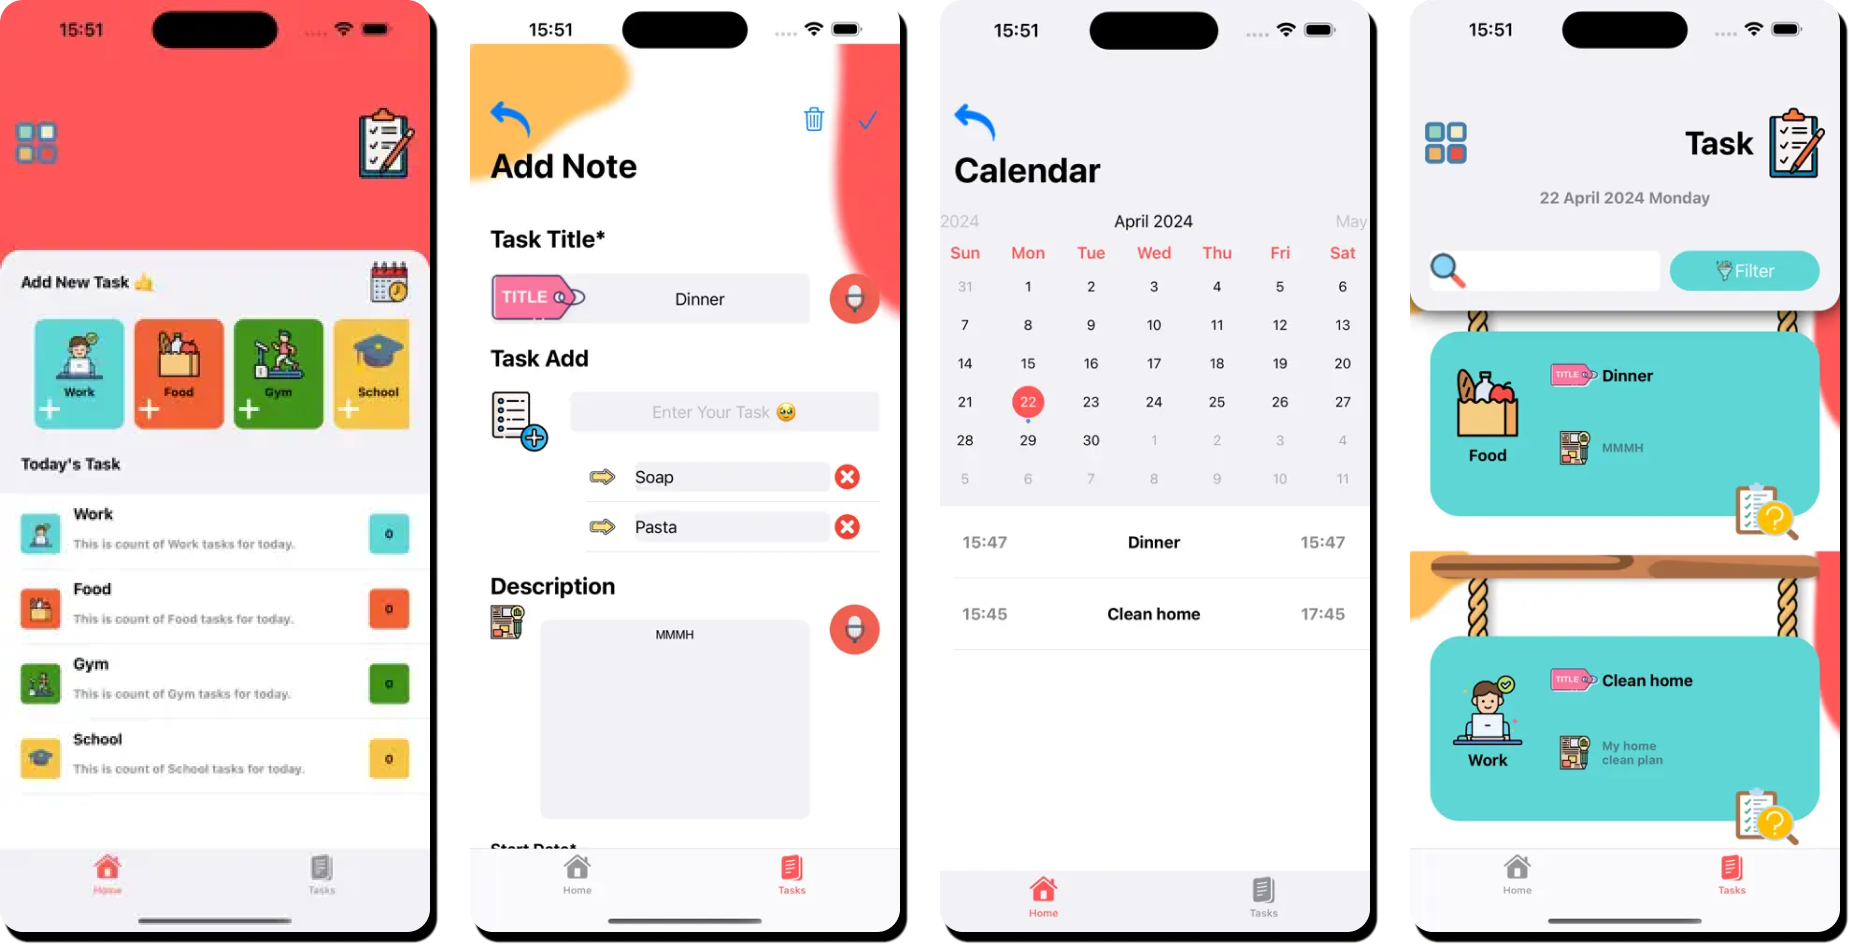 15:51
Add New Task 👍
Work
Food
Gym
School
Today's Task
Work
This is count of Work tasks for today.
0
Food
This is count of Food tasks for today.
0
Gym
This is count of Gym tasks for today.
0
School
This is count of School tasks for today.
0
Home
Tasks
15:51
Add Note
Task Title*
TITLE
Dinner
Task Add
Enter Your Task 🥹
Soap
Pasta
Description
MMMH
Start Date*
Home
Tasks
15:51
Calendar
2024 April 2024 May
Sun Mon Tue Wed Thu Fri Sat
31 1 2 3 4 5 6
7 8 9 10 11 12 13
14 15 16 17 18 19 20
21 22 23 24 25 26 27
28 29 30 1 2 3 4
5 6 7 8 9 10 11
15:47 Dinner 15:47
15:45 Clean home 17:45
Home
Tasks
15:51
Task
22 April 2024 Monday
Filter
TITLE Dinner
Food
MMMH
TITLE Clean home
Work
My home
clean plan
Home
Tasks